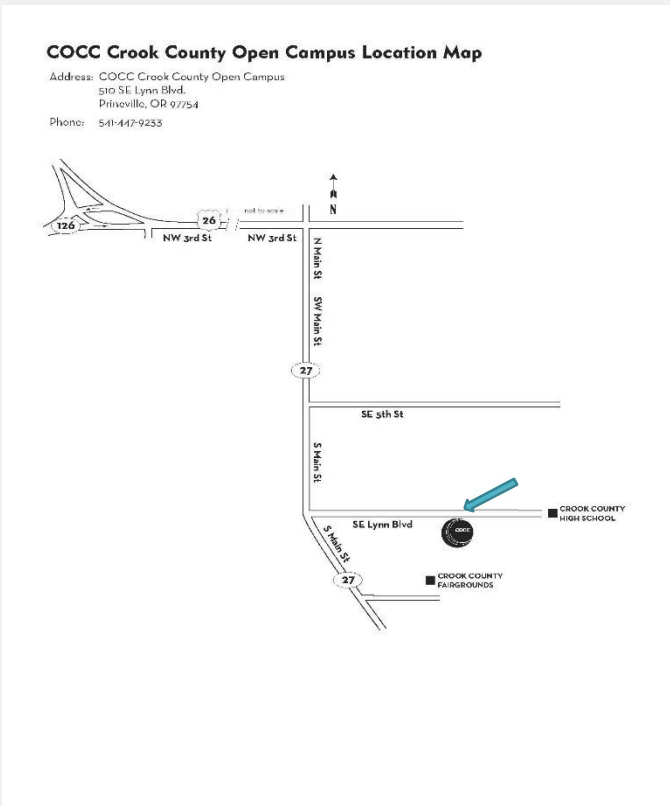 COCC Crook County Open Campus Location Map
Address: COCC Crook County Open Campus
510 SE Lynn Blvd.
Prineville, OR 97754
Phone: 541-447-9233
N
not to scale
26
126
NW 3rd St
NW 3rd St
N Main St
SW Main St
27
SE 5th St
S Main St
CROOK COUNTY
HIGH SCHOOL
SE Lynn Blvd
COCC
S Main St
27
CROOK COUNTY
FAIRGROUNDS